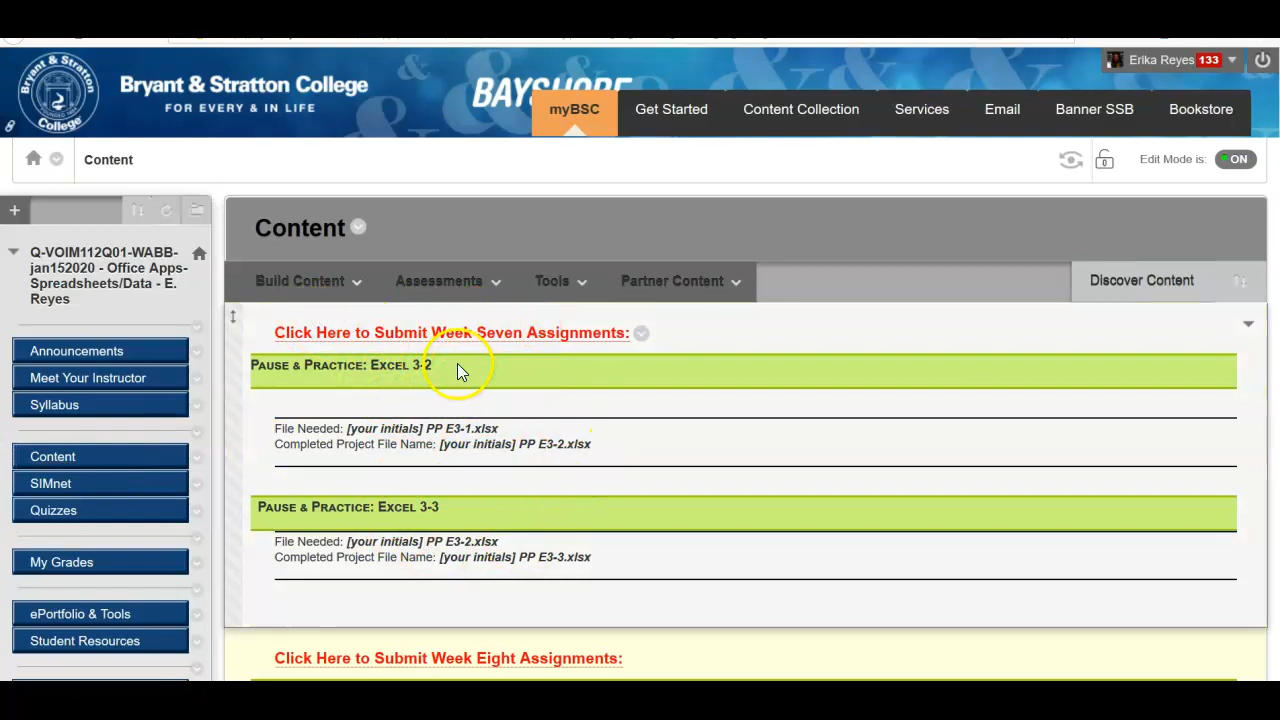 Bryant & Stratton College
FOR EVERY & IN LIFE
BAYSHORE
Erika Reyes 133
myBSC Get Started Content Collection Services Email Banner SSB Bookstore
Content
0
Edit Mode is: ON
Q-VOIM112Q01-WABB-
jan152020 - Office Apps-
Spreadsheets/Data - E.
Reyes
Announcements
Meet Your Instructor
Syllabus
Content
SIMnet
Quizzes
My Grades
ePortfolio & Tools
Student Resources
Content
Build Content Assessments Tools Partner Content Discover Content
Click Here to Submit Week Seven Assignments:
PAUSE & PRACTICE: EXCEL 3-2
File Needed: [your initials] PP E3-1.xlsx
Completed Project File Name: [your initials] PP E3-2.xlsx
PAUSE & PRACTICE: EXCEL 3-3
File Needed: [your initials] PP E3-2.xlsx
Completed Project File Name: [your initials] PP E3-3.xlsx
Click Here to Submit Week Eight Assignments: